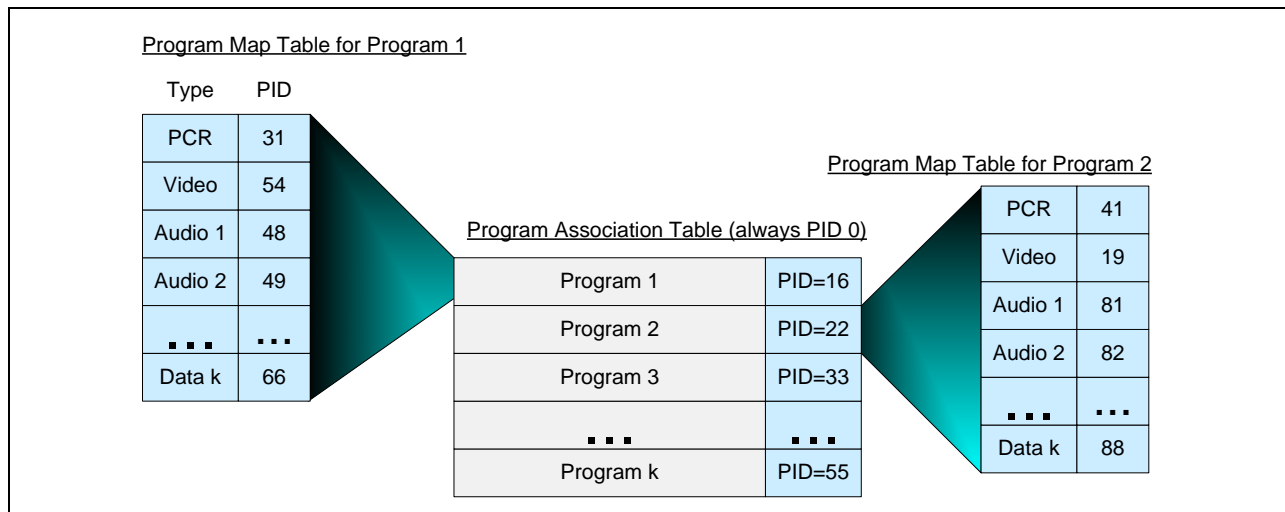 Program Map Table for Program 1
Type PID
PCR 31
Video 54
Audio 1 48
Audio 2 49
... ...
Data k 66
Program Association Table (always PID 0)
Program 1 PID=16
Program 2 PID=22
Program 3 PID=33
... ...
Program k PID=55
Program Map Table for Program 2
PCR 41
Video 19
Audio 1 81
Audio 2 82
... ...
Data k 88